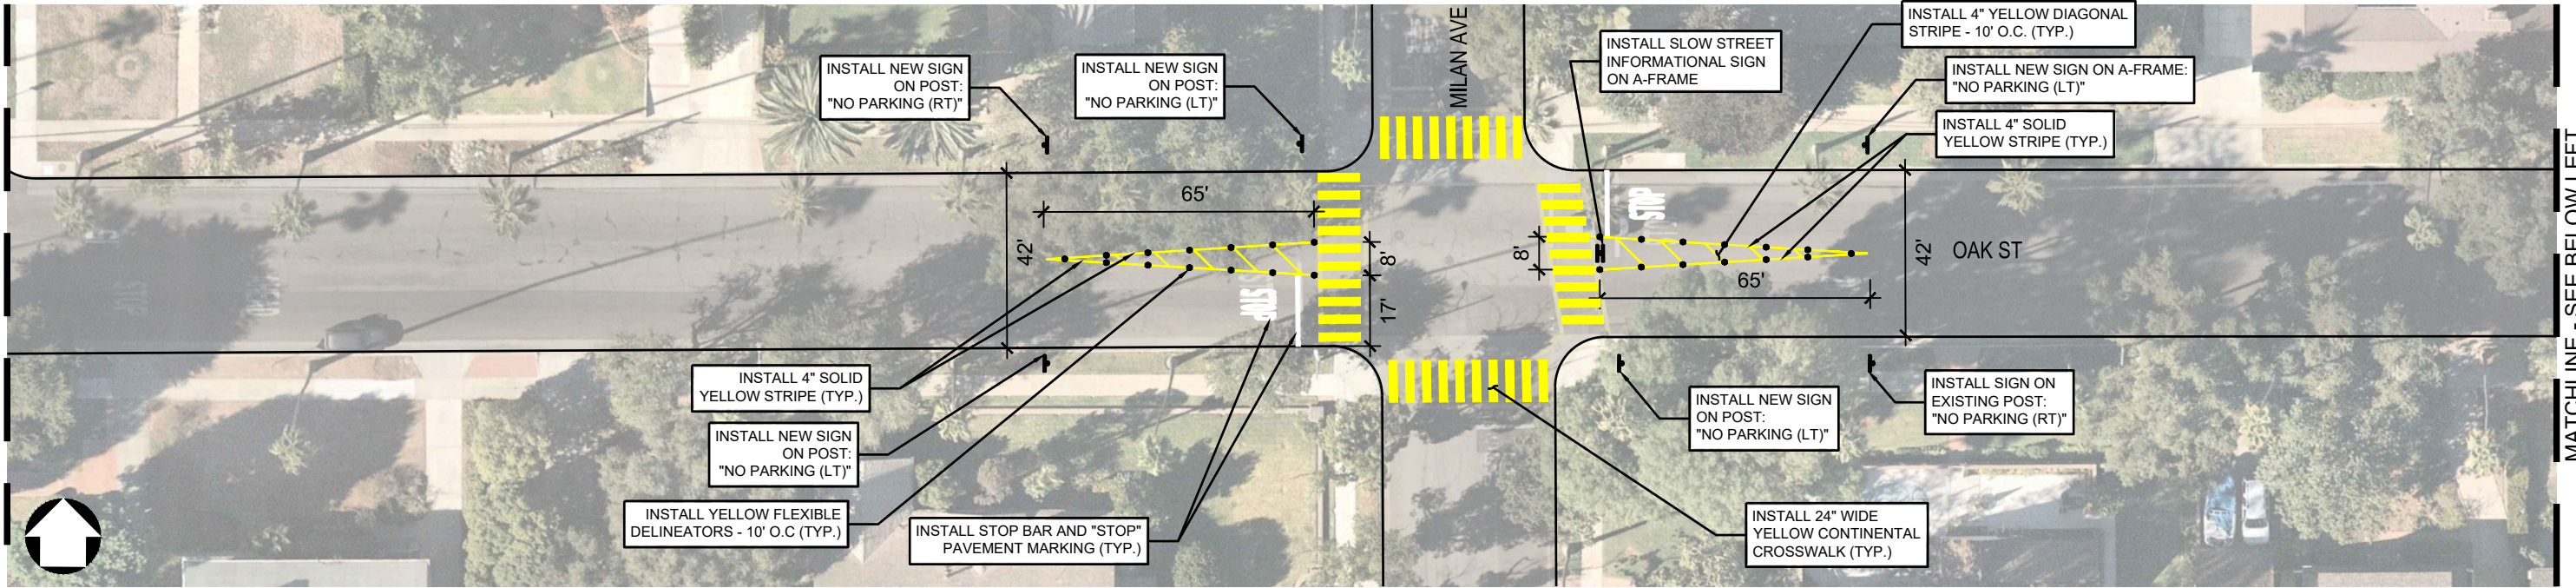 INSTALL NEW SIGN
ON POST:
"NO PARKING (RT)"
INSTALL NEW SIGN
ON POST:
"NO PARKING (LT)"
MILAN AVE
INSTALL SLOW STREET
INFORMATIONAL SIGN
ON A-FRAME
INSTALL 4" YELLOW DIAGONAL
STRIPE - 10' O.C. (TYP.)
INSTALL NEW SIGN ON A-FRAME:
"NO PARKING (LT)"
INSTALL 4" SOLID
YELLOW STRIPE (TYP.)
65'
42'
8'
17'
STOP
STOP
8'
65'
42'
OAK ST
MATCHLINE - SEE BELOW LEFT
INSTALL 4" SOLID
YELLOW STRIPE (TYP.)
INSTALL NEW SIGN
ON POST:
"NO PARKING (LT)"
INSTALL YELLOW FLEXIBLE
DELINEATORS - 10' O.C (TYP.)
INSTALL STOP BAR AND "STOP"
PAVEMENT MARKING (TYP.)
INSTALL NEW SIGN
ON POST:
"NO PARKING (LT)"
INSTALL SIGN ON
EXISTING POST:
"NO PARKING (RT)"
INSTALL 24" WIDE
YELLOW CONTINENTAL
CROSSWALK (TYP.)